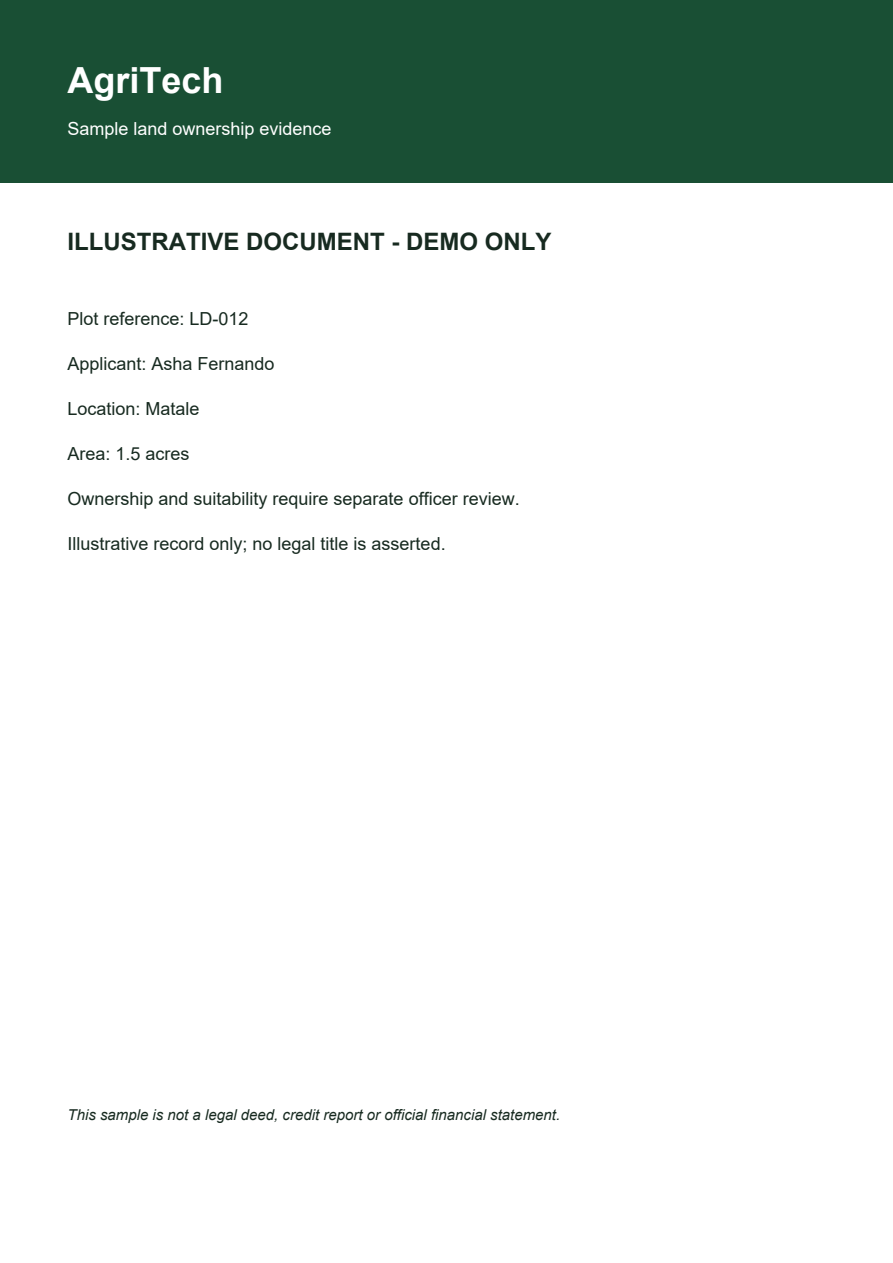 AgriTech
Sample land ownership evidence
ILLUSTRATIVE DOCUMENT - DEMO ONLY
Plot reference: LD-012
Applicant: Asha Fernando
Location: Matale
Area: 1.5 acres
Ownership and suitability require separate officer review.
Illustrative record only; no legal title is asserted.
This sample is not a legal deed, credit report or official financial statement.